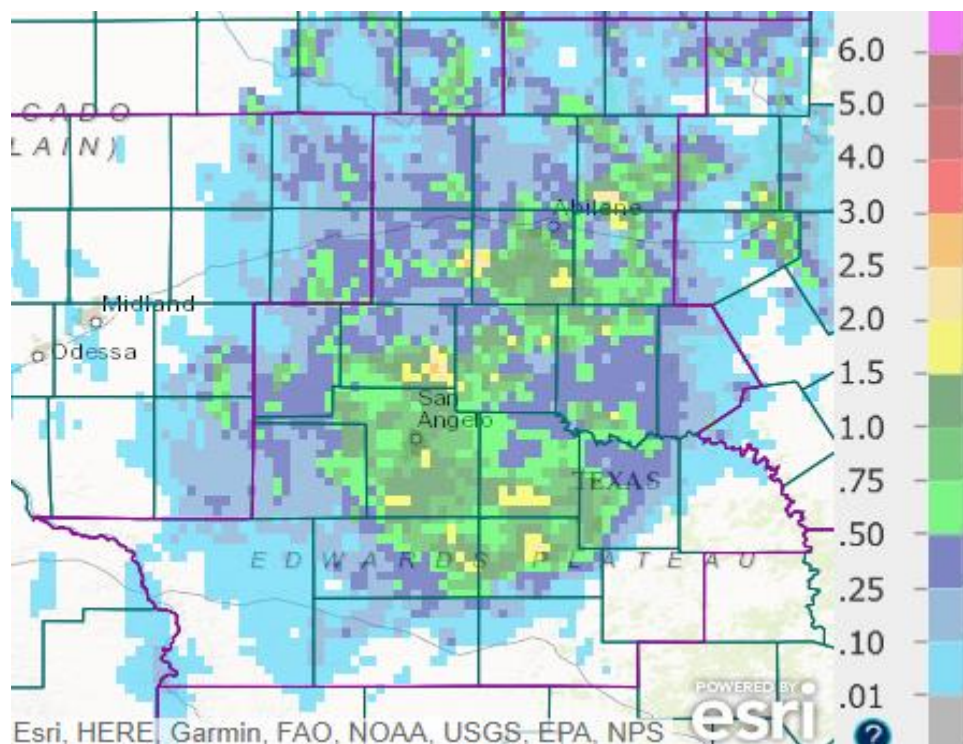 CADO
LAIN)
Abilene
Midland
Odessa
San
Angelo
TEXAS
EDWARDS PLATEAU
6.0
5.0
4.0
3.0
2.5
2.0
1.5
1.0
.75
.50
.25
.10
.01
POWERED BY
esri
Esri, HERE, Garmin, FAO, NOAA, USGS, EPA, NPS
?